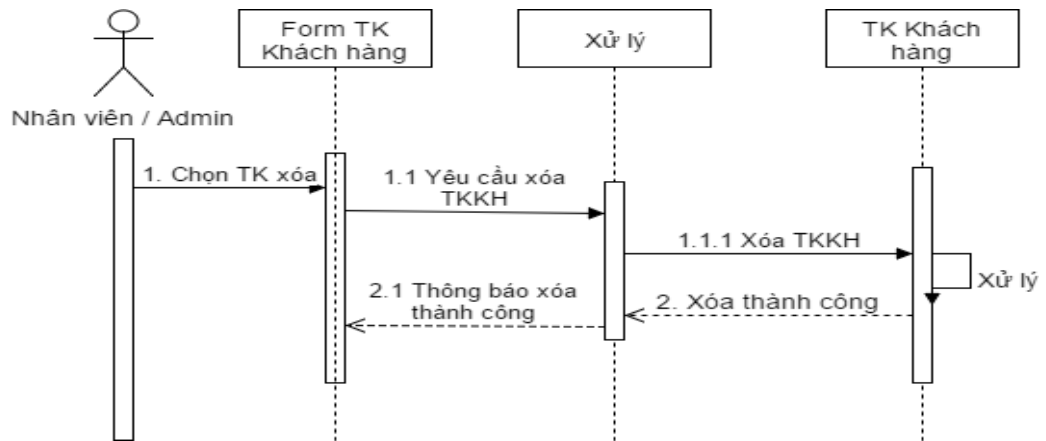 Form TK
Khách hàng
Xử lý
TK Khách
hàng
Nhân viên / Admin
1. Chọn TK xóa
1.1 Yêu cầu xóa
TKKH
1.1.1 Xóa TKKH
Xử lý
2. Xóa thành công
2.1 Thông báo xóa
thành công